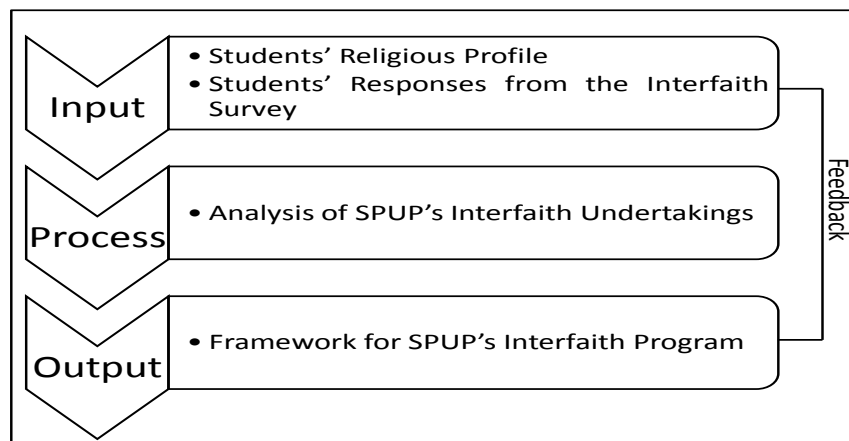 Input
• Students’ Religious Profile
• Students’ Responses from the Interfaith
Survey
Process
• Analysis of SPUP’s Interfaith Undertakings
Output
• Framework for SPUP’s Interfaith Program
Feedback